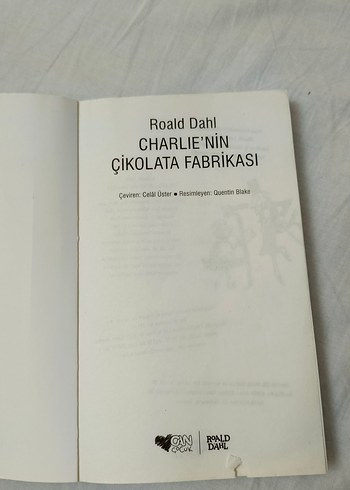 Roald Dahl
CHARLIE'NİN
ÇİKOLATA FABRİKASI
Çeviren: Celâl Üster ■ Resimleyen: Quentin Blake
CAN
ÇOCUK
ROALD
DAHL